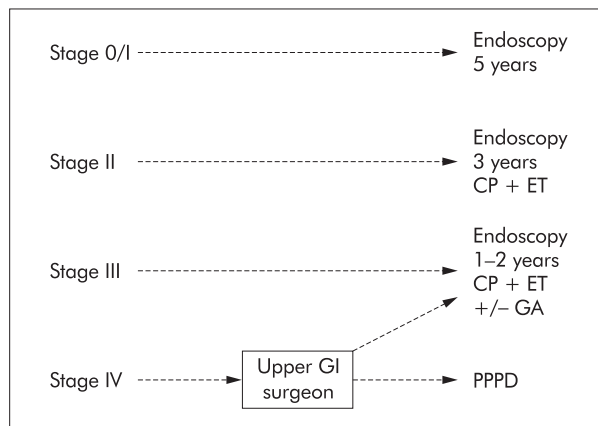 Stage 0/I
Endoscopy
5 years
Stage II
Endoscopy
3 years
CP + ET
Stage III
Endoscopy
1–2 years
CP + ET
+/– GA
Stage IV
Upper GI
surgeon
PPPD